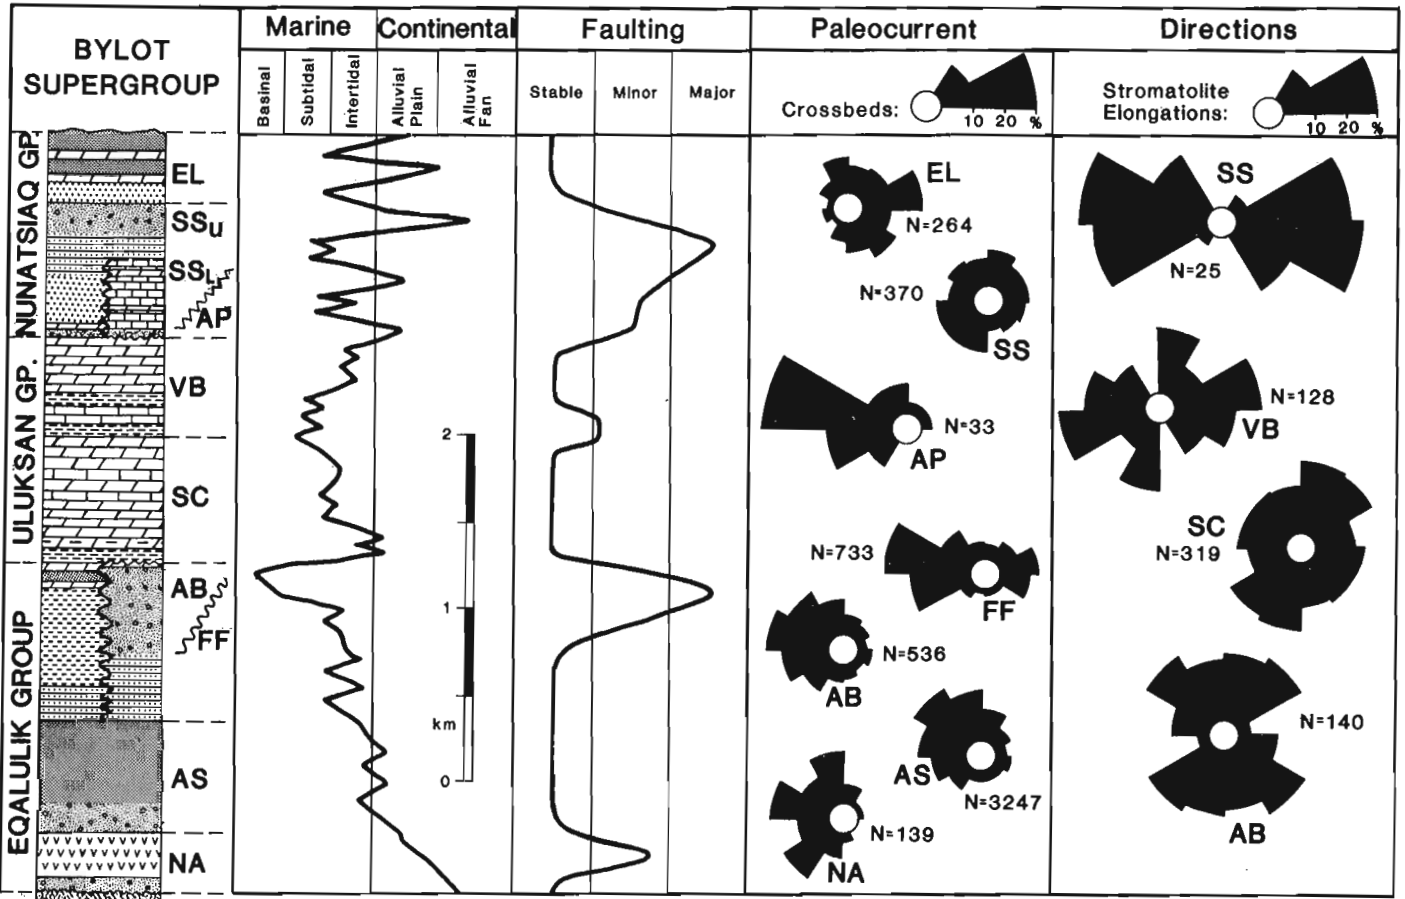 BYLOT
SUPERGROUP
Marine
Continental
Faulting
Paleocurrent
Directions
Basinal
Subtidal
Intertidal
Alluvial
Plain
Alluvial
Fan
Stable
Minor
Major
Crossbeds:
10 20 %
Stromatolite
Elongations:
10 20 %
NUNATSIAQ GP.
ULUKSAN GP.
EQALULIK GROUP
EL
SSU
SSL
AP
VB
SC
AB
FF
AS
NA
2
1
km
0
EL
N=264
N=370
SS
N=33
AP
N=733
FF
N=536
AB
AS
N=3247
N=139
NA
SS
N=25
N=128
VB
SC
N=319
N=140
AB